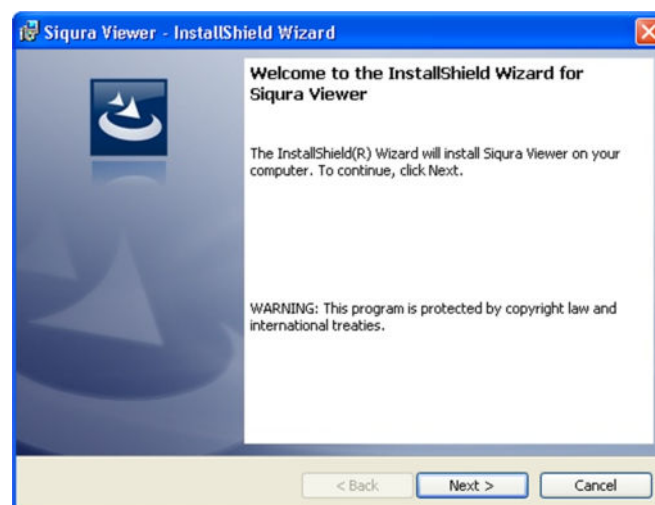 Siqura Viewer - InstallShield Wizard
Welcome to the InstallShield Wizard for
Siqura Viewer
The InstallShield(R) Wizard will install Siqura Viewer on your
computer. To continue, click Next.
WARNING: This program is protected by copyright law and
international treaties.
< Back
Next >
Cancel